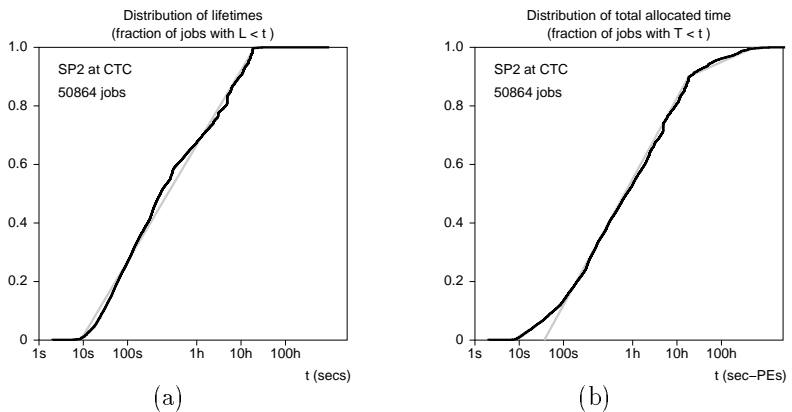 Distribution of lifetimes
(fraction of jobs with L < t )
1.0
0.8
0.6
0.4
0.2
0
SP2 at CTC
50864 jobs
1s 10s 100s 1h 10h 100h
t (secs)
(a)
Distribution of total allocated time
(fraction of jobs with T < t )
1.0
0.8
0.6
0.4
0.2
0
SP2 at CTC
50864 jobs
1s 10s 100s 1h 10h 100h
t (sec−PEs)
(b)